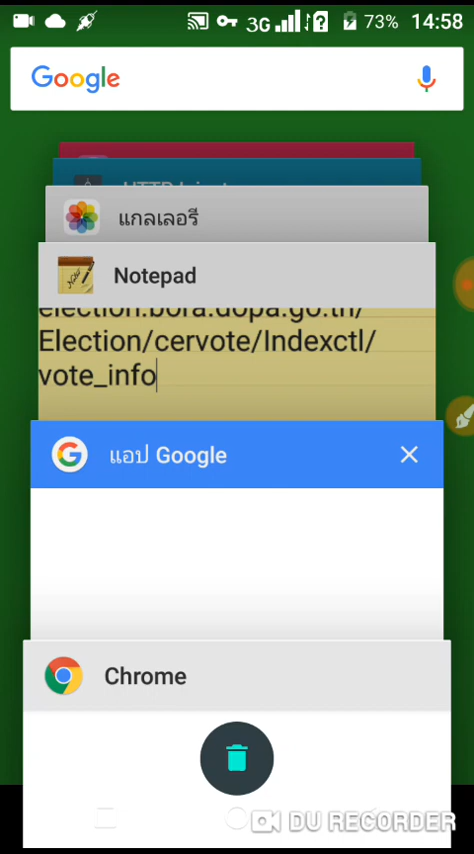 3G 73% 14:58
Google
แกลเลอรี
Notepad
election.bora.dopa.go.th/
Election/cervote/Indexctl/
vote_info
แอป Google
Chrome
DU RECORDER